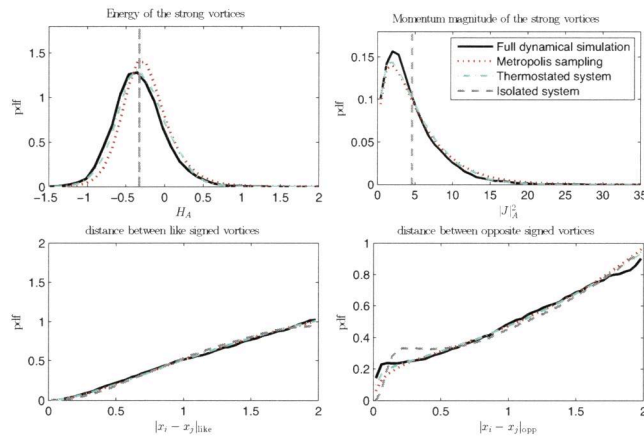 Energy of the strong vortices
pdf
1.5
1
0.5
0
-1.5 -1 -0.5 0 0.5 1 1.5 2
H_A
Momentum magnitude of the strong vortices
pdf
0.15
0.1
0.05
0
0 5 10 15 20 25 30 35
|J|²_A
Full dynamical simulation
Metropolis sampling
Thermostated system
Isolated system
distance between like signed vortices
pdf
2
1.5
1
0.5
0
0 0.5 1 1.5 2
|x_i − x_j|_like
distance between opposite signed vortices
pdf
1
0.8
0.6
0.4
0.2
0
0 0.5 1 1.5 2
|x_i − x_j|_opp